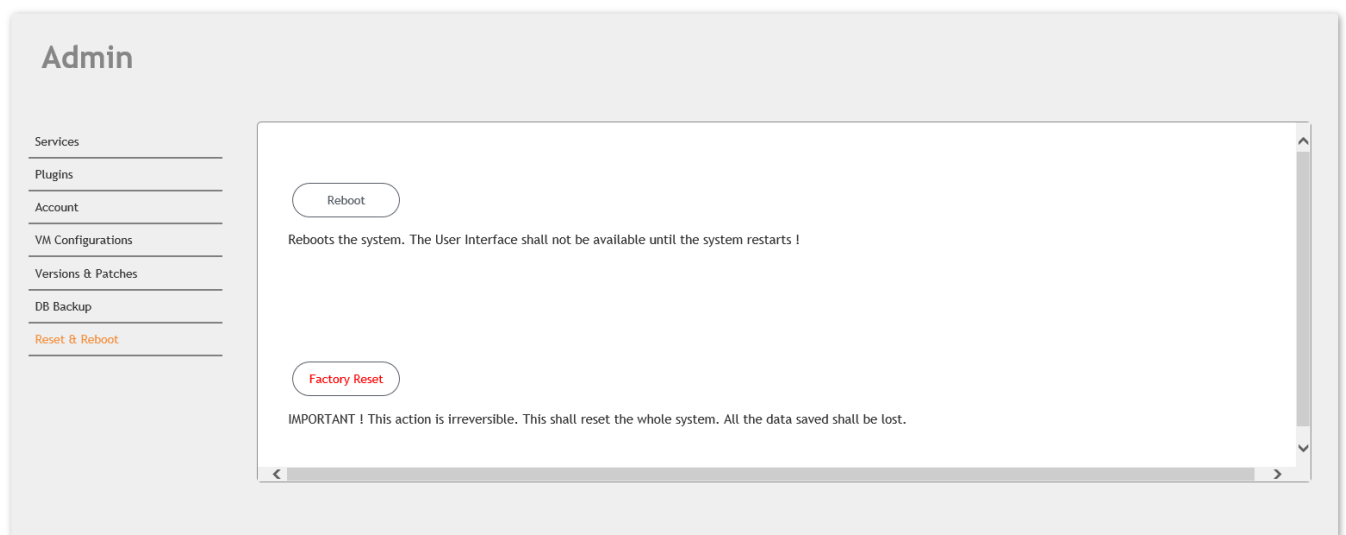 Admin
Services
Plugins
Account
VM Configurations
Versions & Patches
DB Backup
Reset & Reboot
Reboot
Reboots the system. The User Interface shall not be available until the system restarts !
Factory Reset
IMPORTANT ! This action is irreversible. This shall reset the whole system. All the data saved shall be lost.